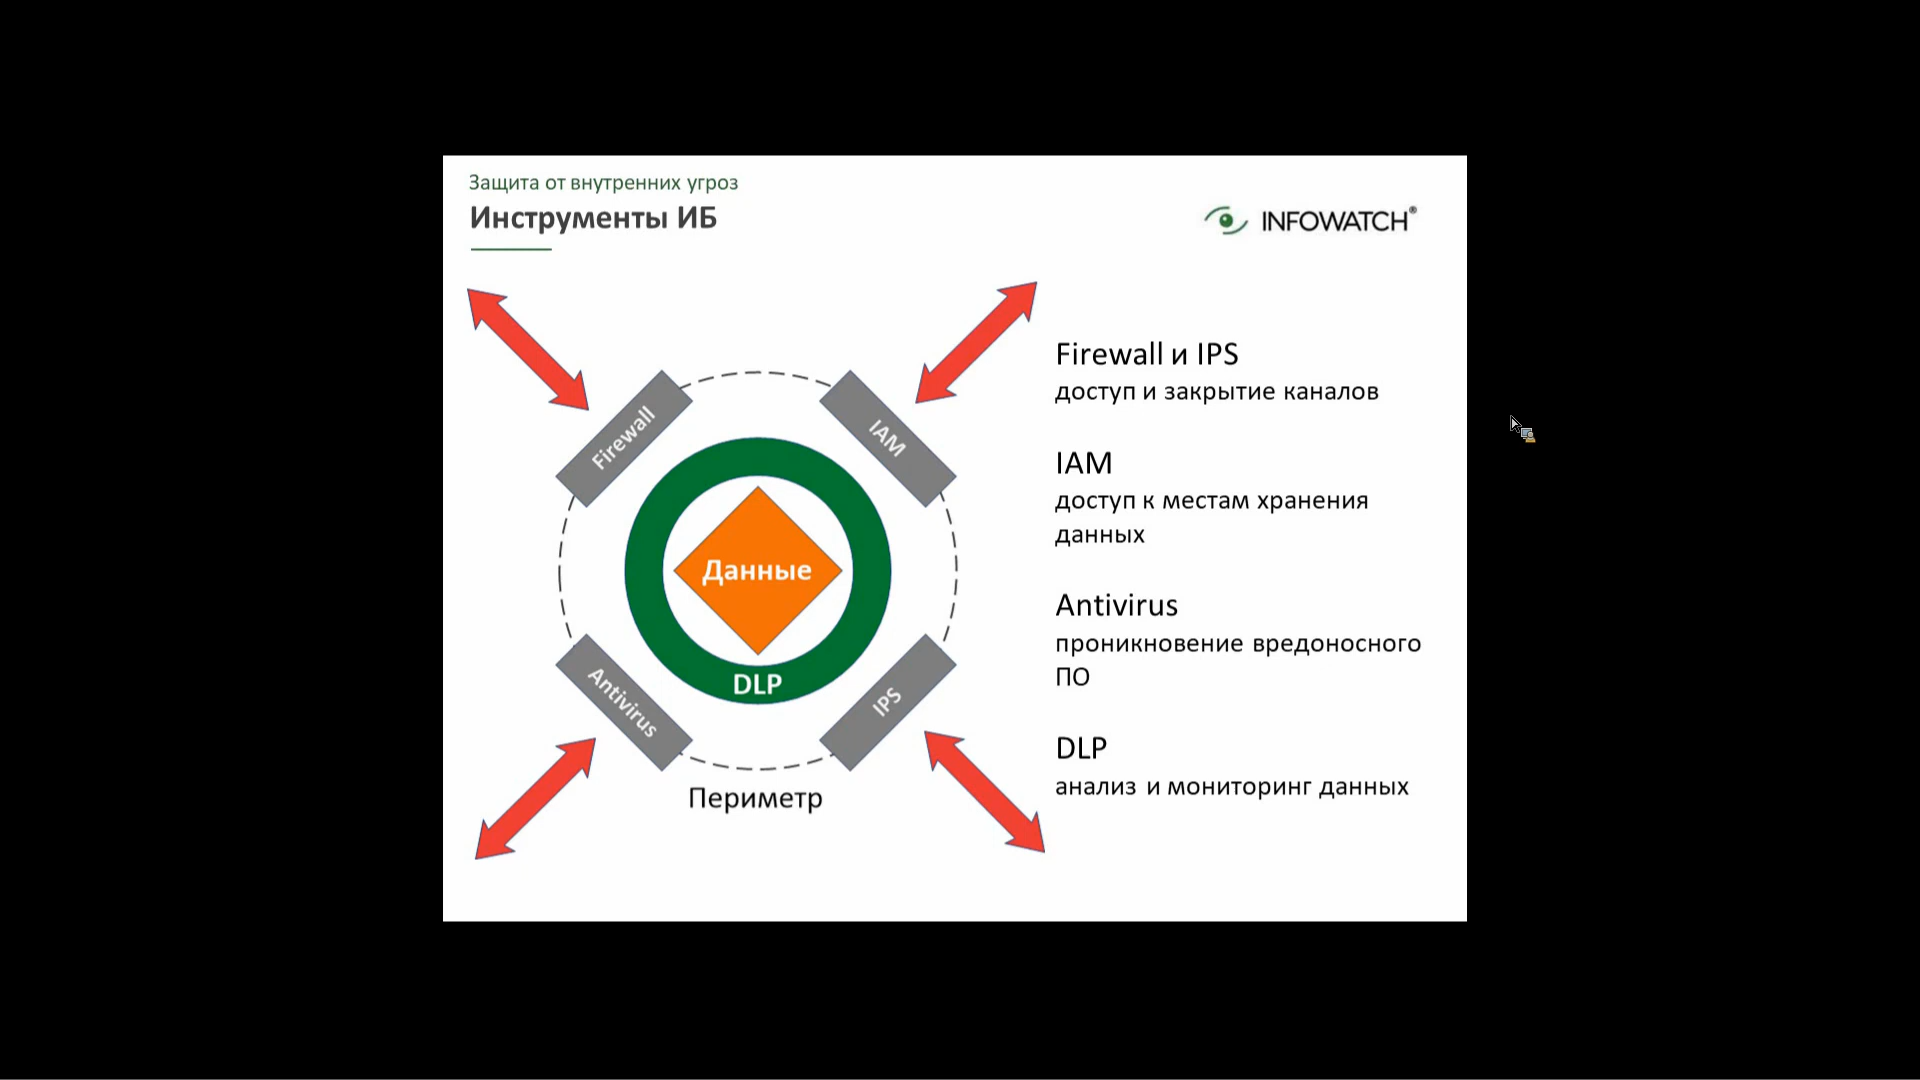 Защита от внутренних угроз
Инструменты ИБ
INFOWATCH®
Firewall
IAM
Данные
DLP
Antivirus
IPS
Периметр
Firewall и IPS
доступ и закрытие каналов
IAM
доступ к местам хранения
данных
Antivirus
проникновение вредоносного
ПО
DLP
анализ и мониторинг данных